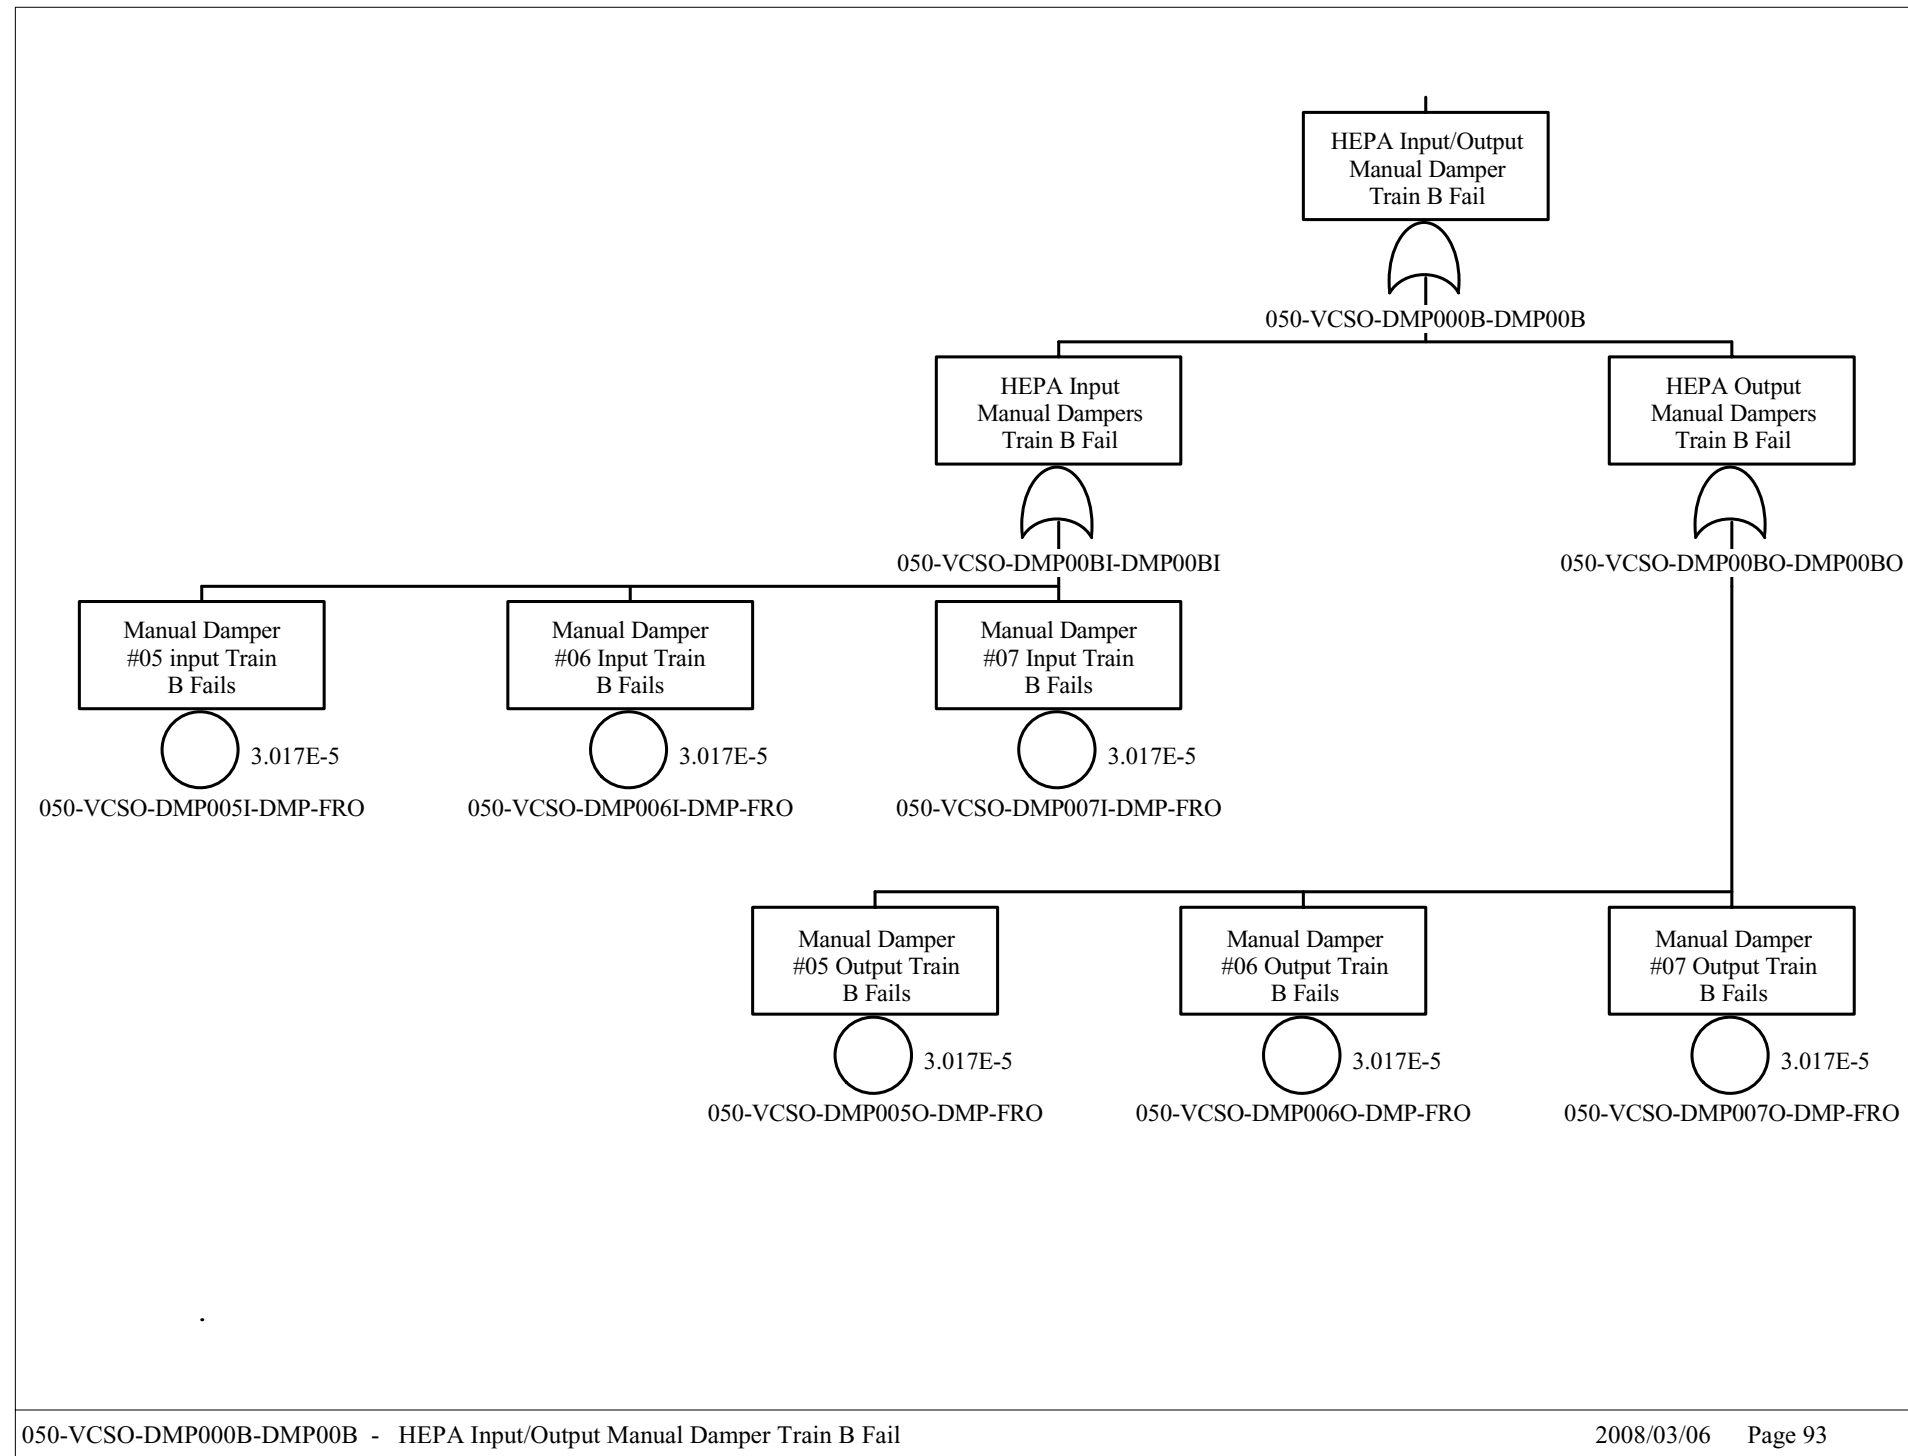 HEPA Input/Output
Manual Damper
Train B Fail
050-VCSO-DMP000B-DMP00B
HEPA Input
Manual Dampers
Train B Fail
050-VCSO-DMP00BI-DMP00BI
HEPA Output
Manual Dampers
Train B Fail
050-VCSO-DMP00BO-DMP00BO
Manual Damper
#05 input Train
B Fails
3.017E-5
050-VCSO-DMP005I-DMP-FRO
Manual Damper
#06 Input Train
B Fails
3.017E-5
050-VCSO-DMP006I-DMP-FRO
Manual Damper
#07 Input Train
B Fails
3.017E-5
050-VCSO-DMP007I-DMP-FRO
Manual Damper
#05 Output Train
B Fails
3.017E-5
050-VCSO-DMP005O-DMP-FRO
Manual Damper
#06 Output Train
B Fails
3.017E-5
050-VCSO-DMP006O-DMP-FRO
Manual Damper
#07 Output Train
B Fails
3.017E-5
050-VCSO-DMP007O-DMP-FRO
050-VCSO-DMP000B-DMP00B - HEPA Input/Output Manual Damper Train B Fail 2008/03/06 Page 93